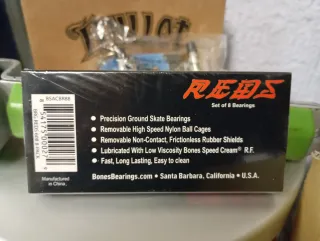 REDS
Set of 8 Bearings
BSACBR88
• Precision Ground Skate Bearings
• Removable High Speed Nylon Ball Cages
• Removable Non-Contact, Frictionless Rubber Shields
• Lubricated With Low Viscosity Bones Speed Cream® R.F.
• Fast, Long Lasting, Easy to clean
Manufactured
in China.
BonesBearings.com • Santa Barbara, California • U.S.A.